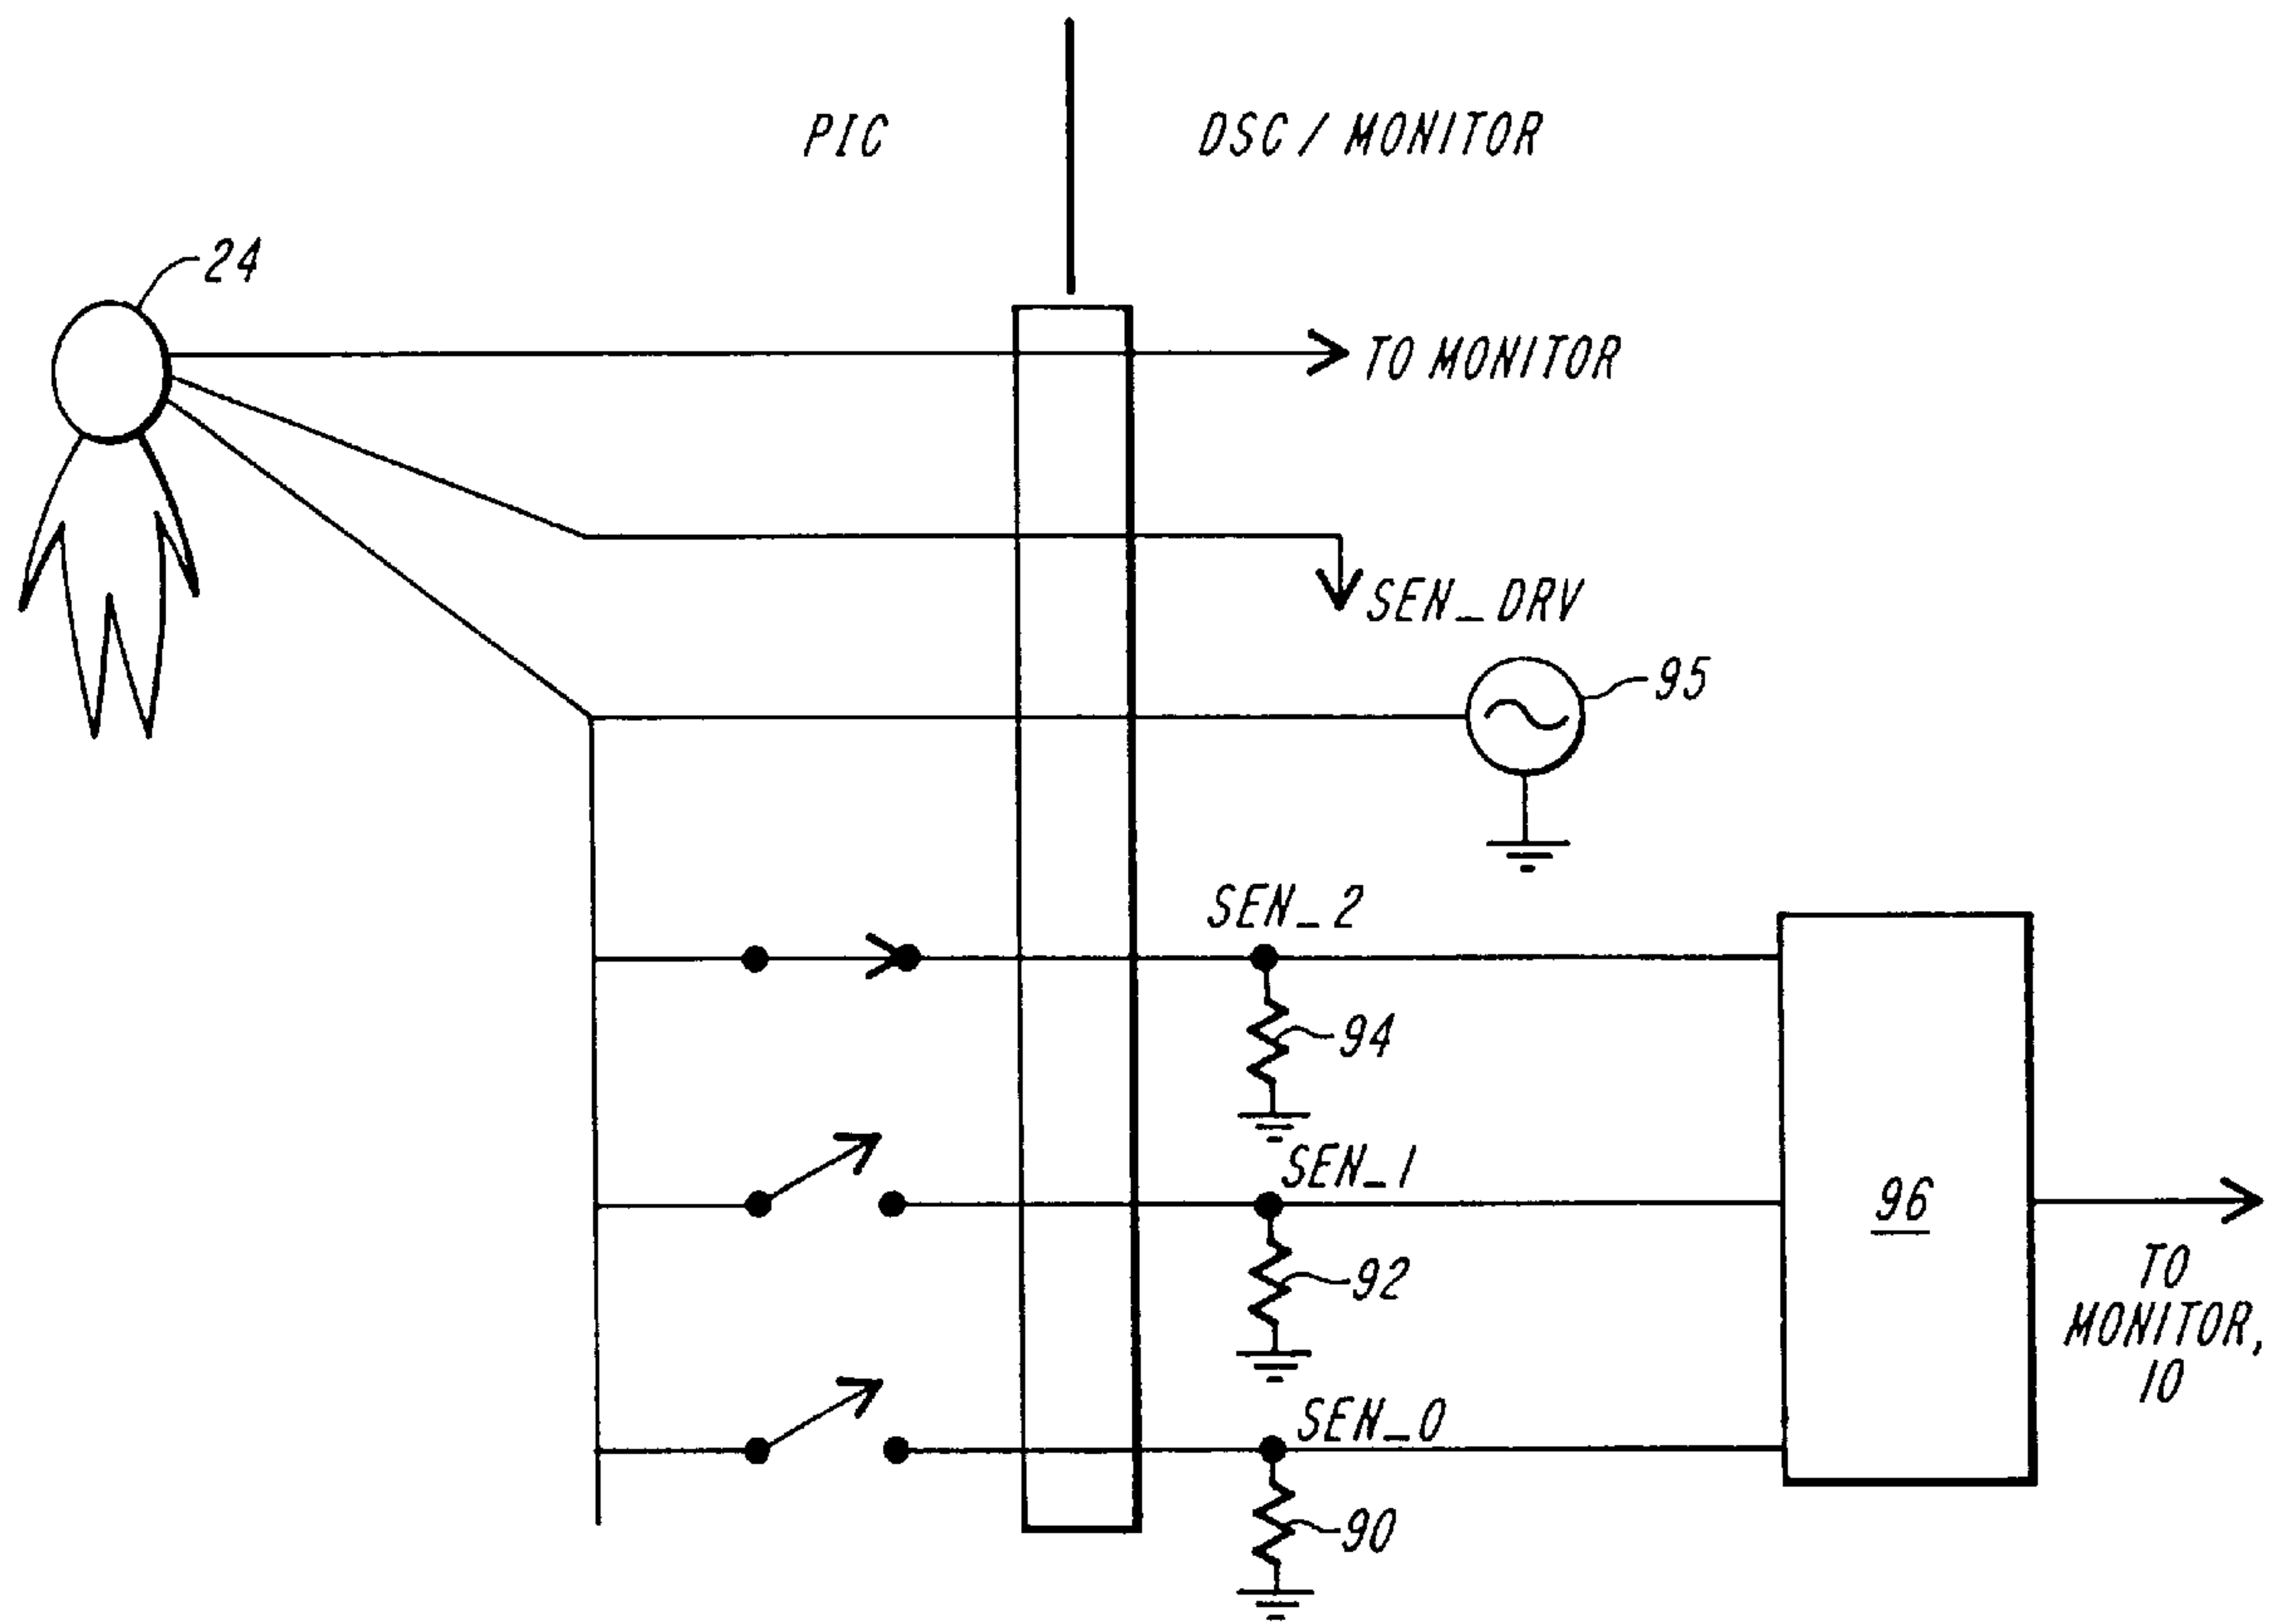 PIC
DSC / MONITOR
24
TO MONITOR
SEN_DRV
95
SEN_2
94
SEN_1
96
92
TO
MONITOR,
10
SEN_0
90